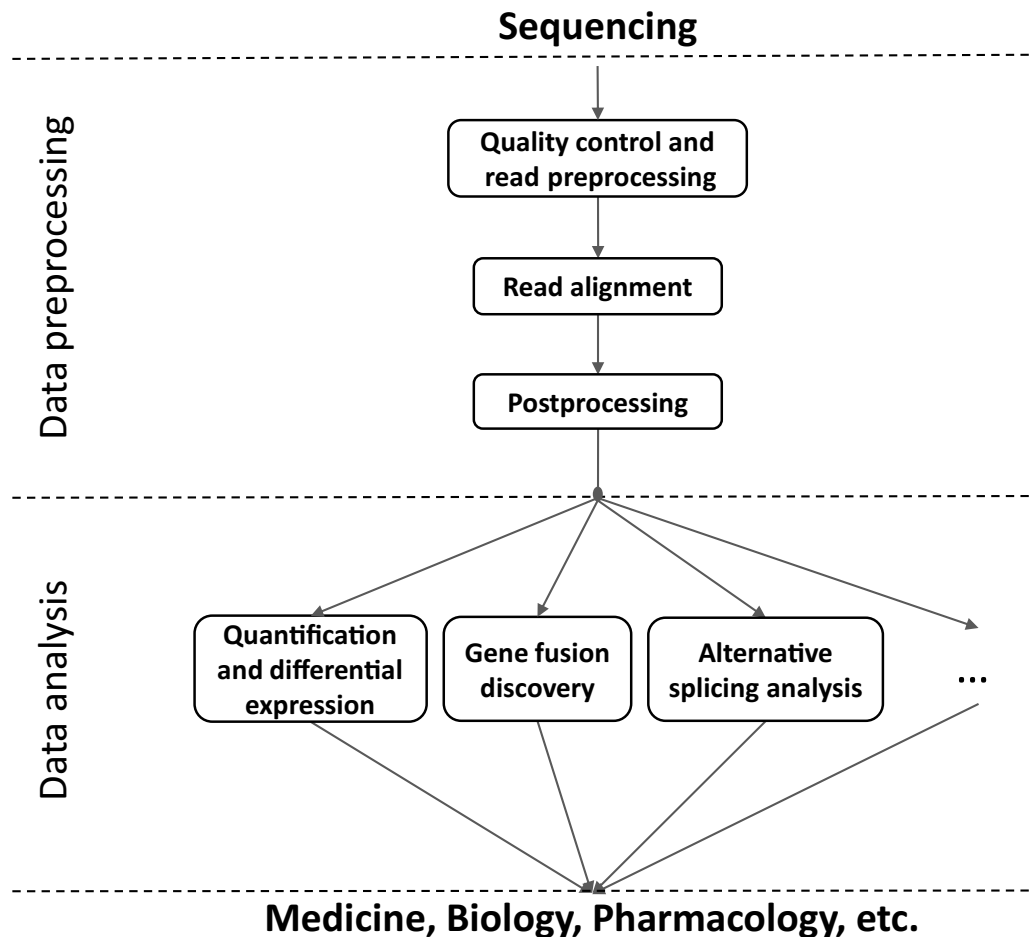 Sequencing
Data preprocessing
Quality control and
read preprocessing
Read alignment
Postprocessing
Data analysis
Quantification
and differential
expression
Gene fusion
discovery
Alternative
splicing analysis
...
Medicine, Biology, Pharmacology, etc.